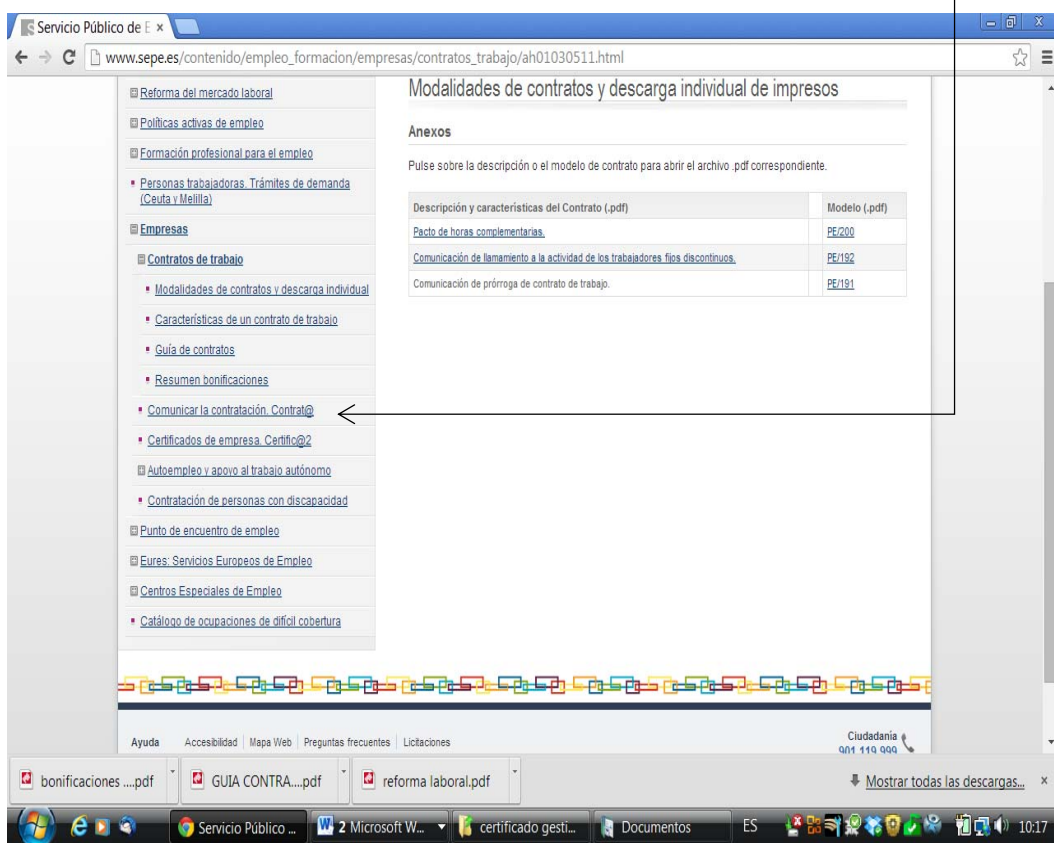 Servicio Público de E ×
www.sepe.es/contenido/empleo_formacion/empresas/contratos_trabajo/ah01030511.html
Reforma del mercado laboral
Políticas activas de empleo
Formación profesional para el empleo
Personas trabajadoras. Trámites de demanda
(Ceuta y Melilla)
Empresas
Contratos de trabajo
Modalidades de contratos y descarga individual
Características de un contrato de trabajo
Guía de contratos
Resumen bonificaciones
Comunicar la contratación. Contrat@
Certificados de empresa. Certific@2
Autoempleo y apoyo al trabajo autónomo
Contratación de personas con discapacidad
Punto de encuentro de empleo
Eures: Servicios Europeos de Empleo
Centros Especiales de Empleo
Catálogo de ocupaciones de difícil cobertura
Modalidades de contratos y descarga individual de impresos
Anexos
Pulse sobre la descripción o el modelo de contrato para abrir el archivo .pdf correspondiente.
Descripción y características del Contrato (.pdf) Modelo (.pdf)
Pacto de horas complementarias. PE/200
Comunicación de llamamiento a la actividad de los trabajadores fijos discontinuos. PE/192
Comunicación de prórroga de contrato de trabajo. PE/191
Ayuda Accesibilidad Mapa Web Preguntas frecuentes Licitaciones
Ciudadanía
901 119 999
bonificaciones ....pdf GUIA CONTRA....pdf reforma laboral.pdf Mostrar todas las descargas... ×
Servicio Público ... 2 Microsoft W... certificado gesti... Documentos ES 10:17